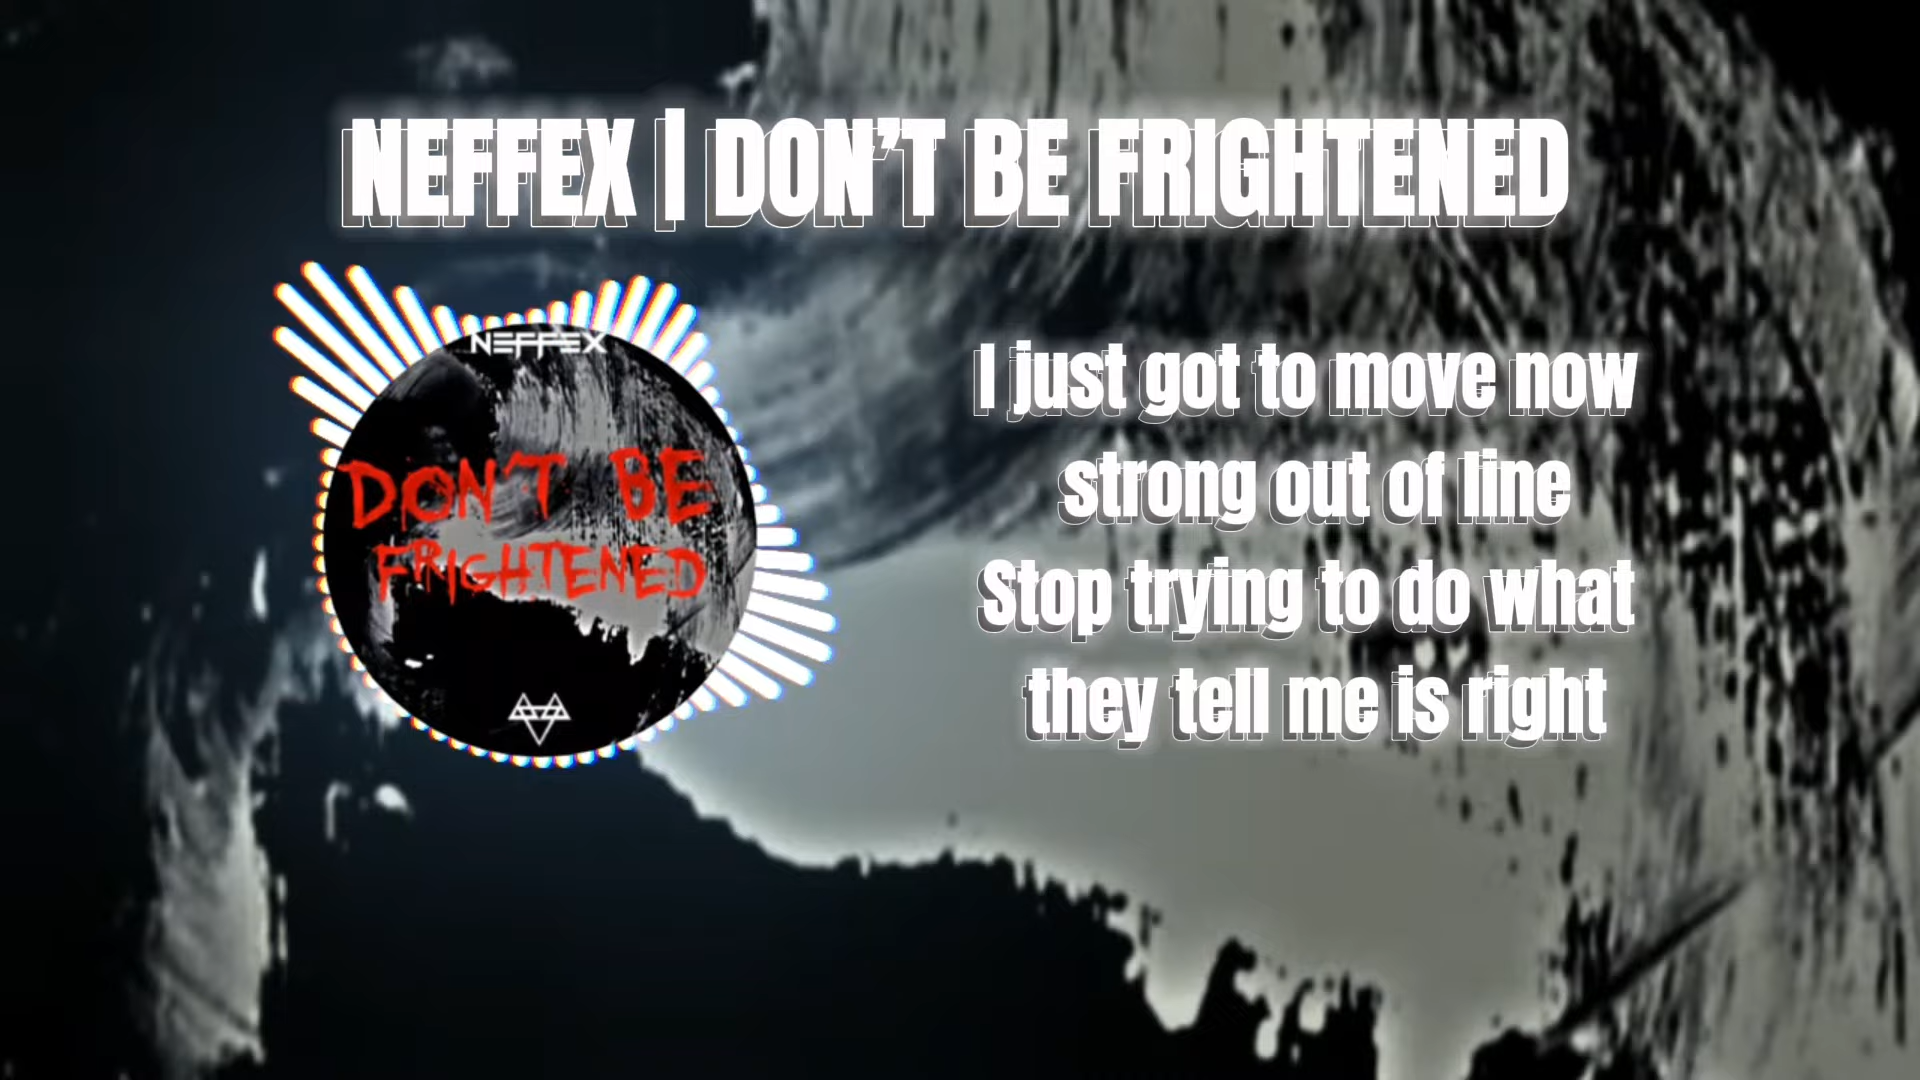 NEFFEX | DON'T BE FRIGHTENED
NEFFEX
DON'T BE
FRIGHTENED
I just got to move now
strong out of line
Stop trying to do what
they tell me is right